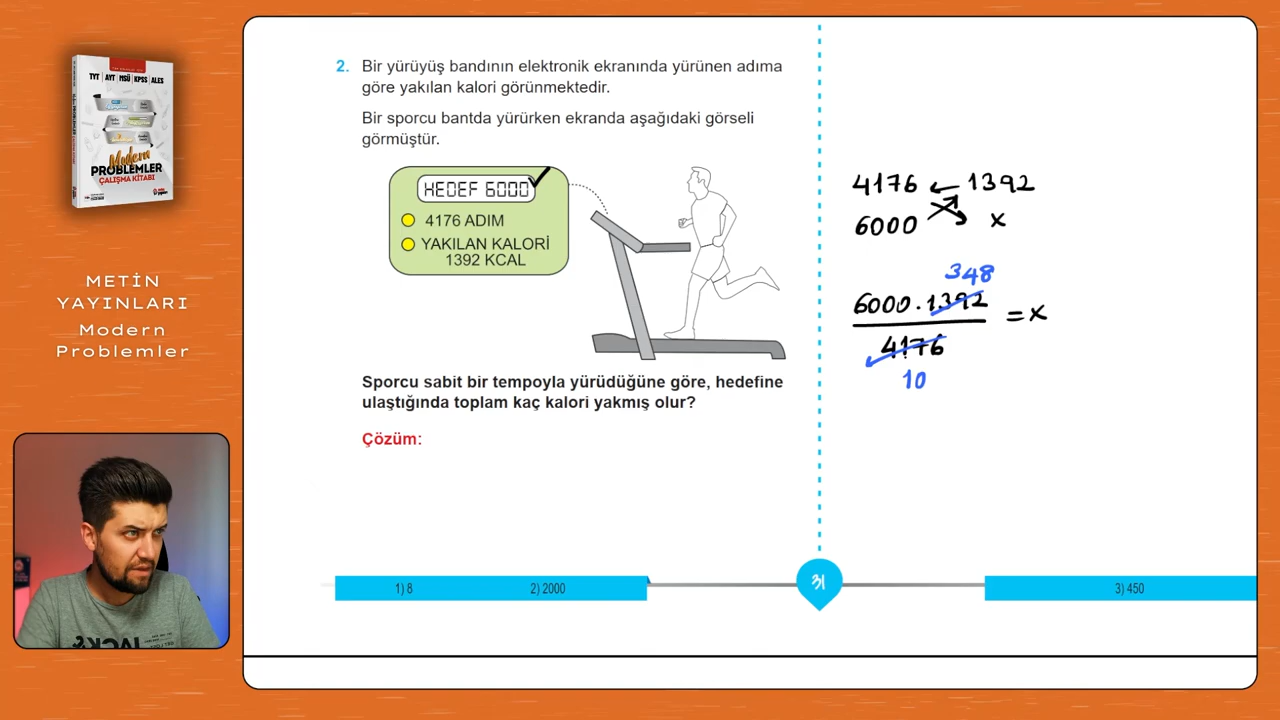 TYT AYT MSÜ KPSS ALES
Modern
PROBLEMLER
ÇALIŞMA KİTABI
METİN
YAYINLARI
Modern
Problemler
2. Bir yürüyüş bandının elektronik ekranında yürünen adıma
göre yakılan kalori görünmektedir.
Bir sporcu bantda yürürken ekranda aşağıdaki görseli
görmüştür.
HEDEF 6000
4176 ADIM
YAKILAN KALORİ
1392 KCAL
Sporcu sabit bir tempoyla yürüdüğüne göre, hedefine
ulaştığında toplam kaç kalori yakmış olur?
Çözüm:
4176 ← 1392
6000 x
348
6000 . 1392
= x
4176
10
1) 8 2) 2000
31
3) 450